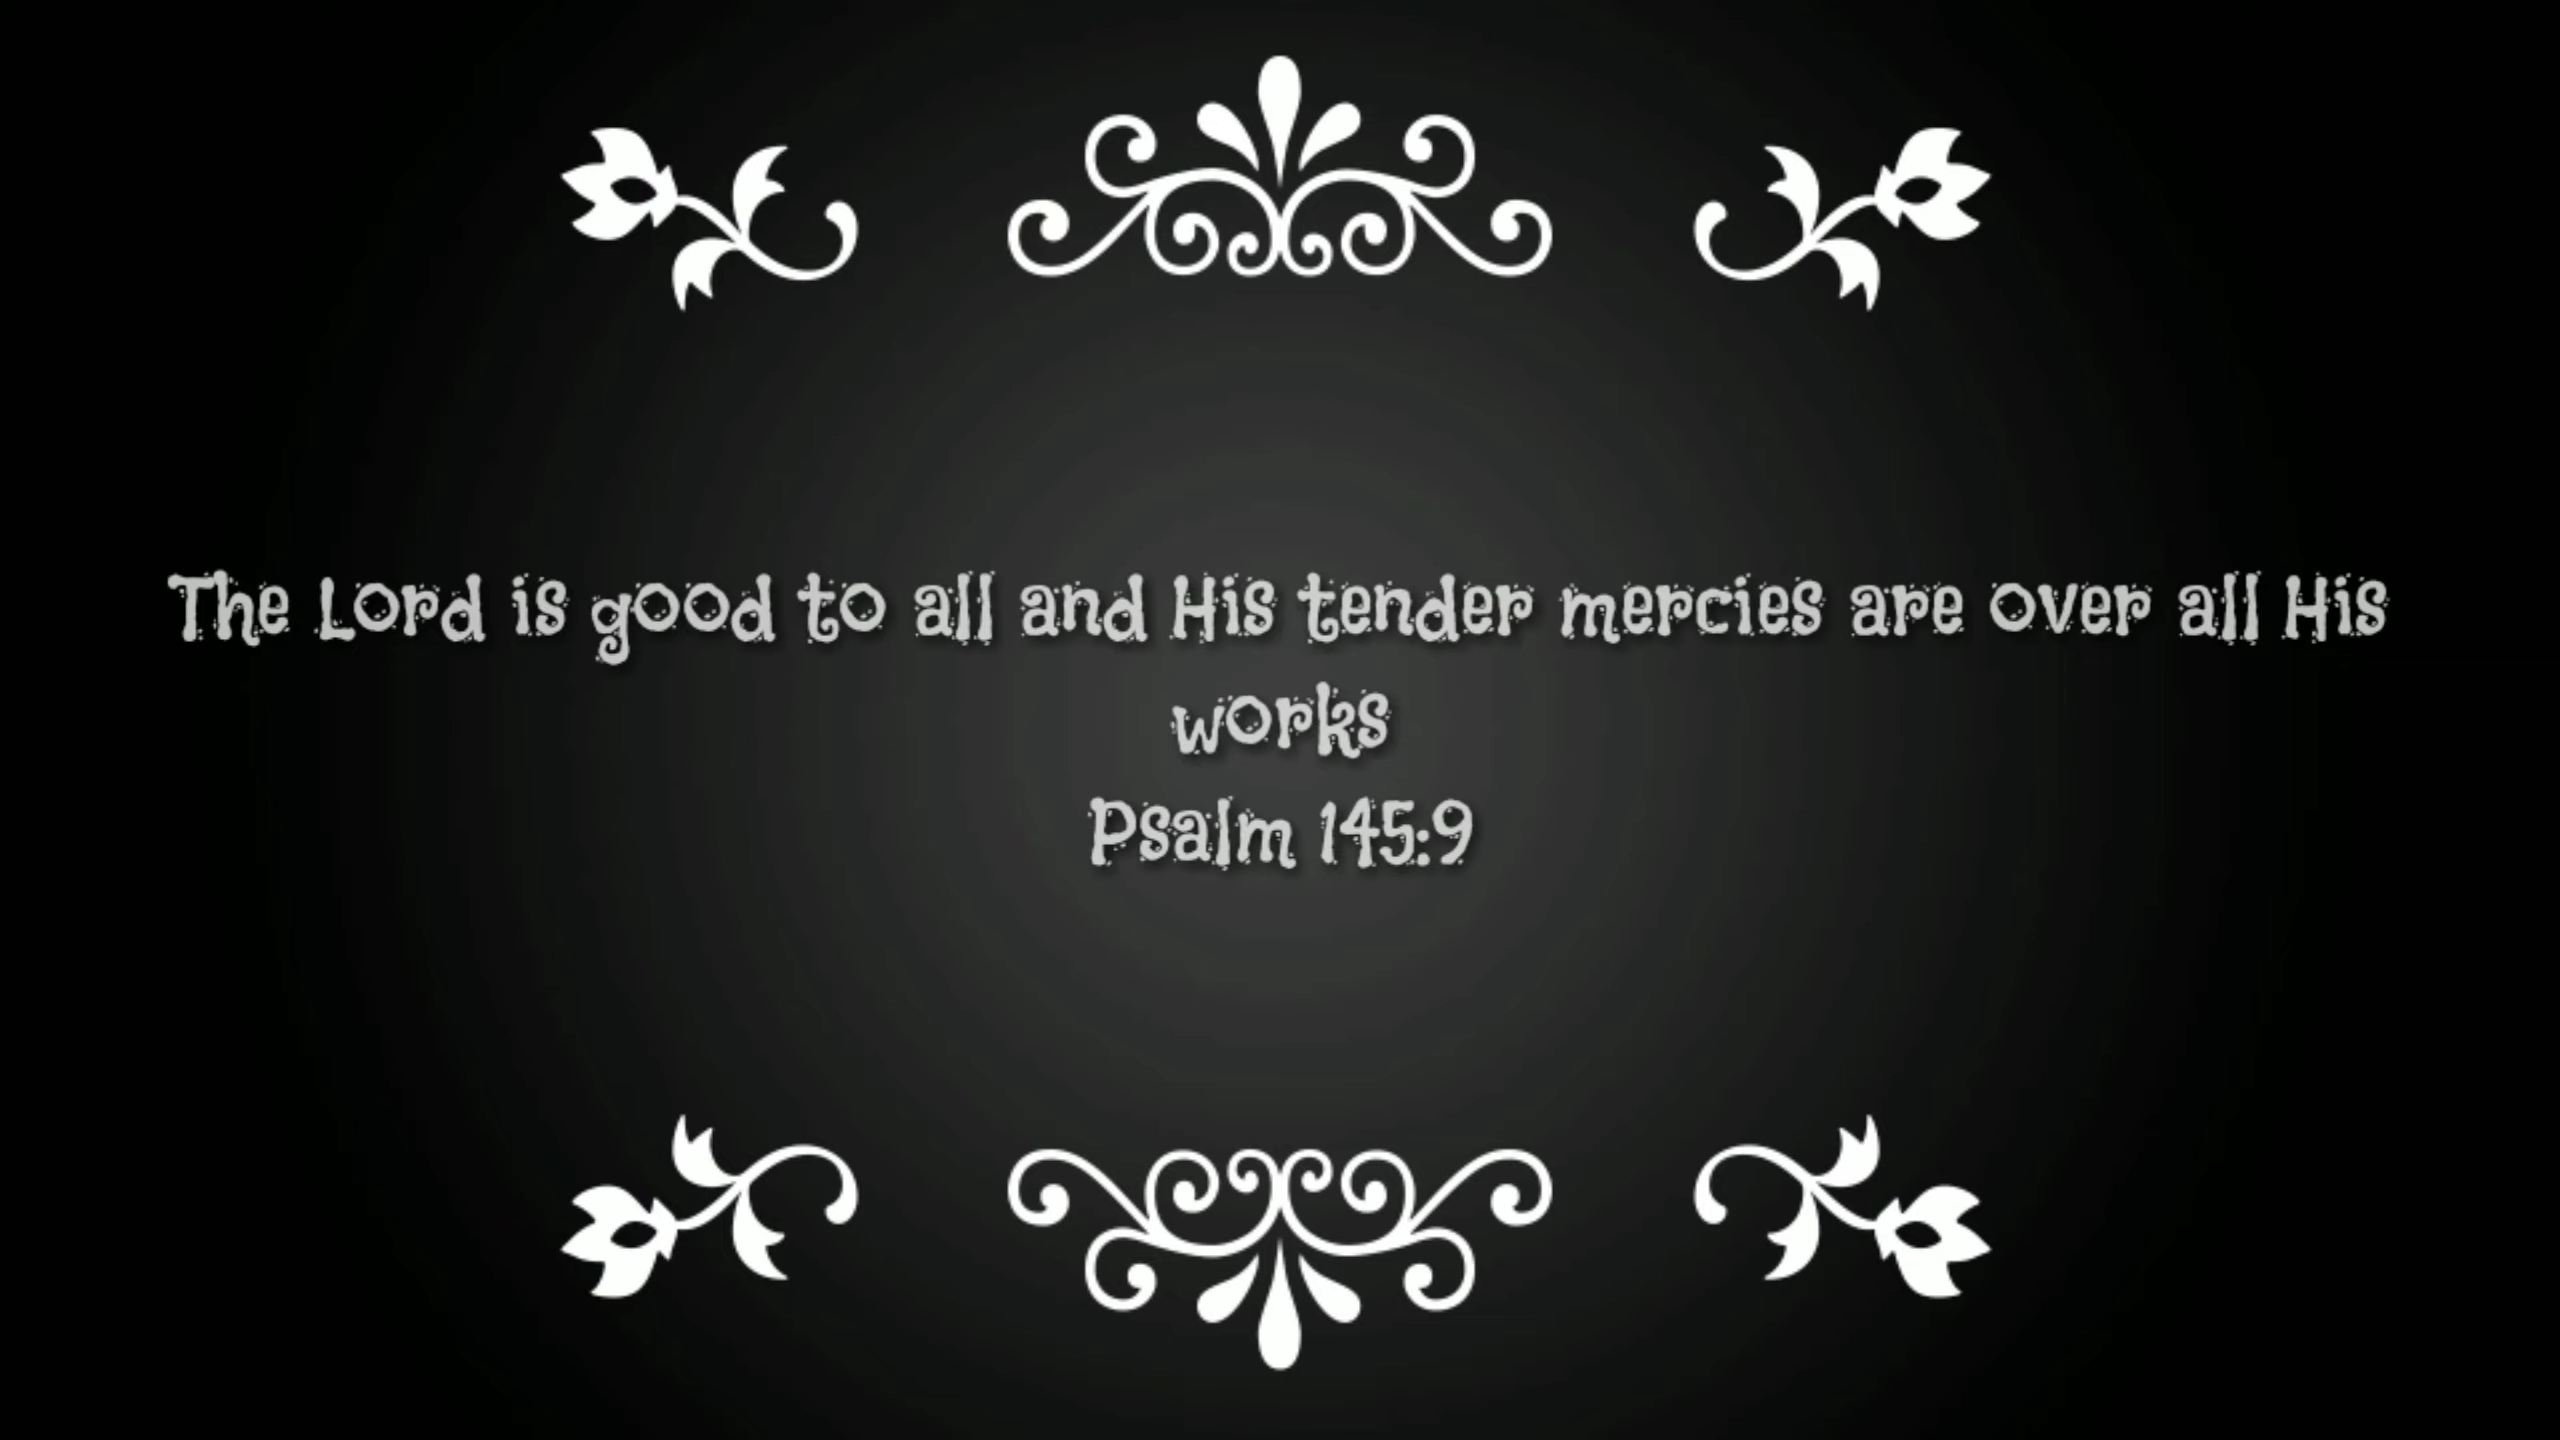 The Lord is good to all and His tender mercies are over all His
works
Psalm 145:9